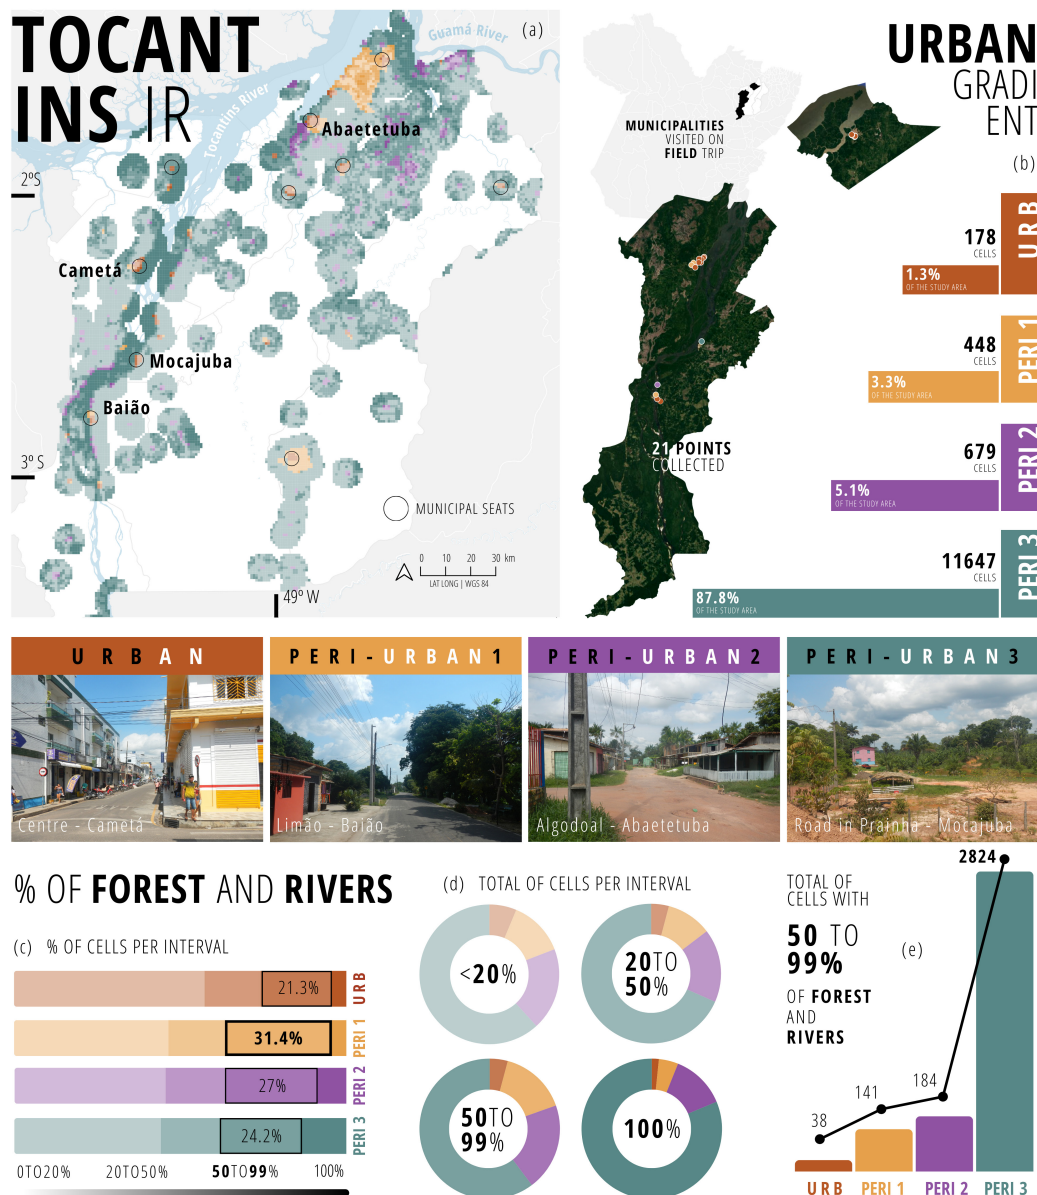 TOCANT
INS IR
(a)
Guamá River
Tocantins River
Abaetetuba
2ºS
Cametá
Mocajuba
Baião
3º S
MUNICIPAL SEATS
0 10 20 30 km
LAT LONG | WGS 84
49º W
URBAN
GRADI
ENT
(b)
MUNICIPALITIES
VISITED ON
FIELD TRIP
21 POINTS
COLLECTED
URB
178
CELLS
1.3%
OF THE STUDY AREA
PERI 1
448
CELLS
3.3%
OF THE STUDY AREA
PERI 2
679
CELLS
5.1%
OF THE STUDY AREA
PERI 3
11647
CELLS
87.8%
OF THE STUDY AREA
URBAN
PERI-URBAN1
PERI-URBAN2
PERI-URBAN3
Centre - Cametá
Limão - Baião
Algodoal - Abaetetuba
Road in Prainha - Mocajuba
% OF FOREST AND RIVERS
(c) % OF CELLS PER INTERVAL
21.3%
URB
31.4%
PERI 1
27%
PERI 2
24.2%
PERI 3
0TO20% 20TO50% 50TO99% 100%
(d) TOTAL OF CELLS PER INTERVAL
<20%
20TO
50%
50TO
99%
100%
TOTAL OF
CELLS WITH
50 TO
99%
OF FOREST
AND
RIVERS
(e)
2824
184
141
38
URB PERI 1 PERI 2 PERI 3